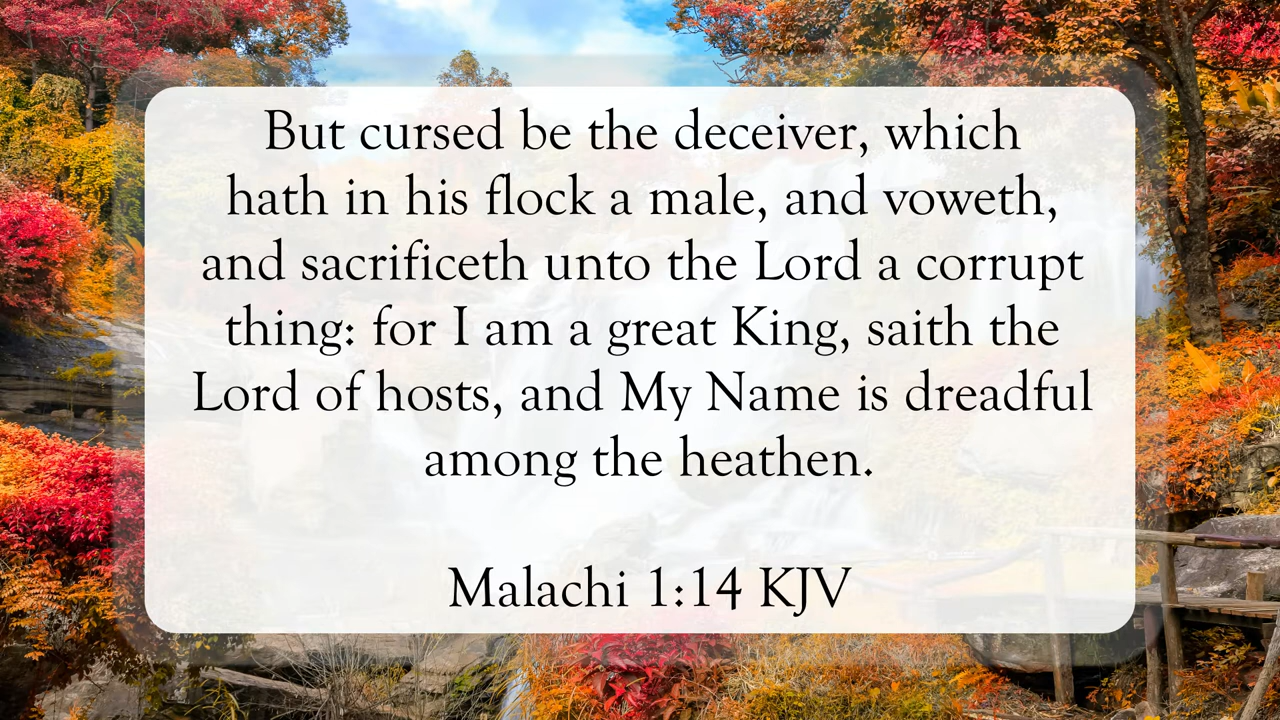 But cursed be the deceiver, which
hath in his flock a male, and voweth,
and sacrificeth unto the Lord a corrupt
thing: for I am a great King, saith the
Lord of hosts, and My Name is dreadful
among the heathen.
Malachi 1:14 KJV